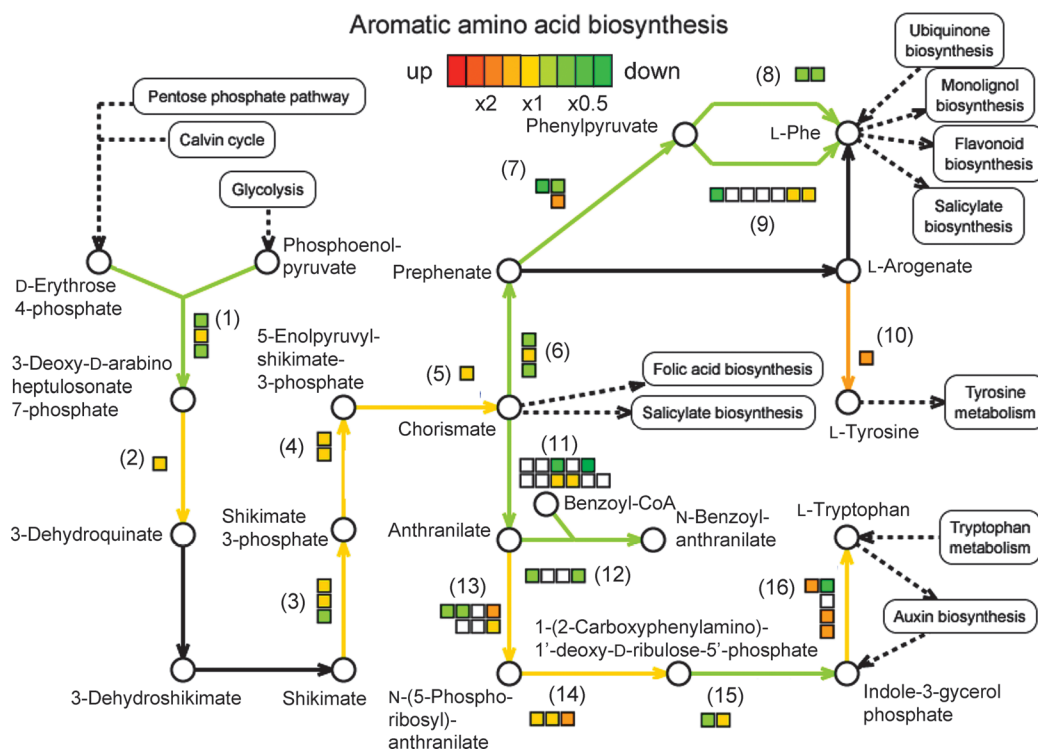 Aromatic amino acid biosynthesis
up
down
x2
x1
x0.5
Pentose phosphate pathway
Calvin cycle
Glycolysis
D-Erythrose
4-phosphate
Phosphoenol-
pyruvate
(1)
3-Deoxy-D-arabino
heptulosonate
7-phosphate
(2)
3-Dehydroquinate
3-Dehydroshikimate
Shikimate
(3)
Shikimate
3-phosphate
(4)
5-Enolpyruvyl-
shikimate-
3-phosphate
(5)
Chorismate
(6)
Prephenate
(7)
Phenylpyruvate
(8)
L-Phe
(9)
Ubiquinone
biosynthesis
Monolignol
biosynthesis
Flavonoid
biosynthesis
Salicylate
biosynthesis
L-Arogenate
(10)
L-Tyrosine
Tyrosine
metabolism
Folic acid biosynthesis
Salicylate biosynthesis
(11)
Benzoyl-CoA
Anthranilate
N-Benzoyl-
anthranilate
(12)
(13)
N-(5-Phospho-
ribosyl)-
anthranilate
(14)
1-(2-Carboxyphenylamino)-
1'-deoxy-D-ribulose-5'-phosphate
(15)
Indole-3-gycerol
phosphate
(16)
L-Tryptophan
Tryptophan
metabolism
Auxin biosynthesis